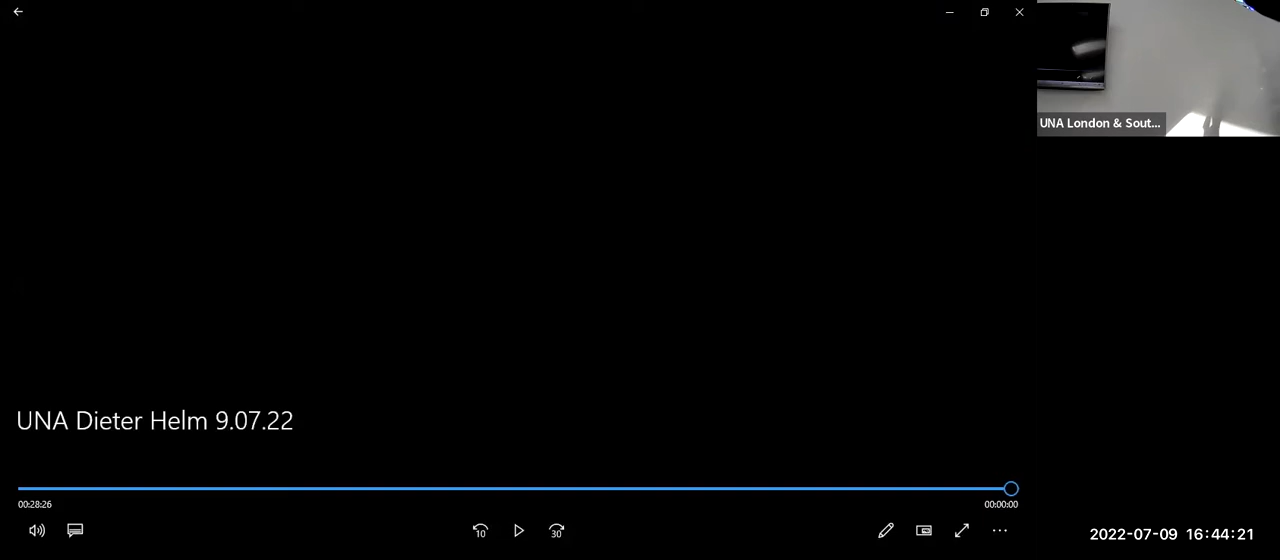 UNA London & Sout...
UNA Dieter Helm 9.07.22
00:28:26
00:00:00
10
30
2022-07-09 16:44:21